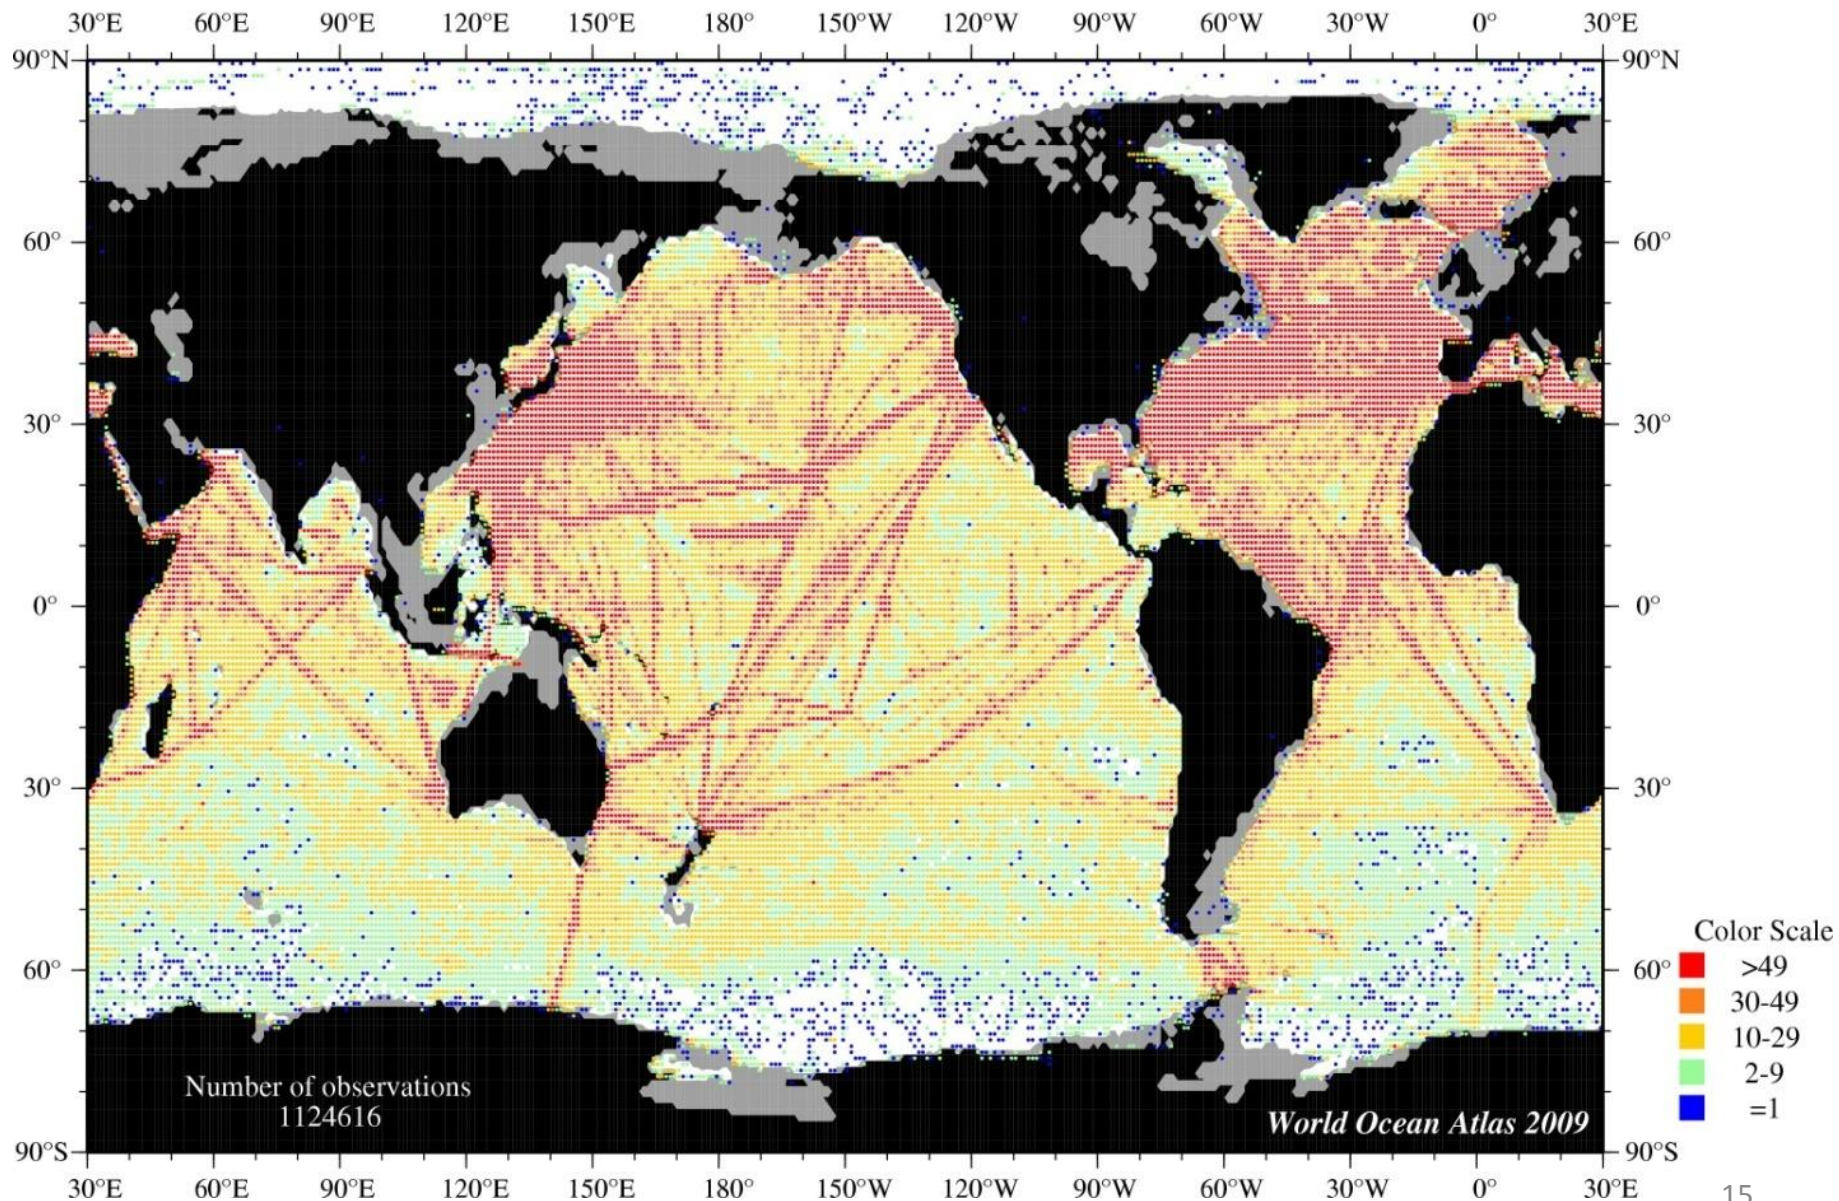 30°E 60°E 90°E 120°E 150°E 180° 150°W 120°W 90°W 60°W 30°W 0° 30°E
90°N 90°N
60° 60°
30° 30°
0° 0°
30° 30°
Color Scale
60° 60°
>49
30-49
10-29
2-9
=1
Number of observations
1124616
World Ocean Atlas 2009
90°S 90°S
30°E 60°E 90°E 120°E 150°E 180° 150°W 120°W 90°W 60°W 30°W 0° 30°E
15